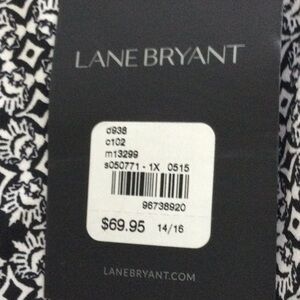 LANE BRYANT
d938
c102
m13299
s050771 - 1X 0515
96738920
$69.95 14/16
LANEBRYANT.COM